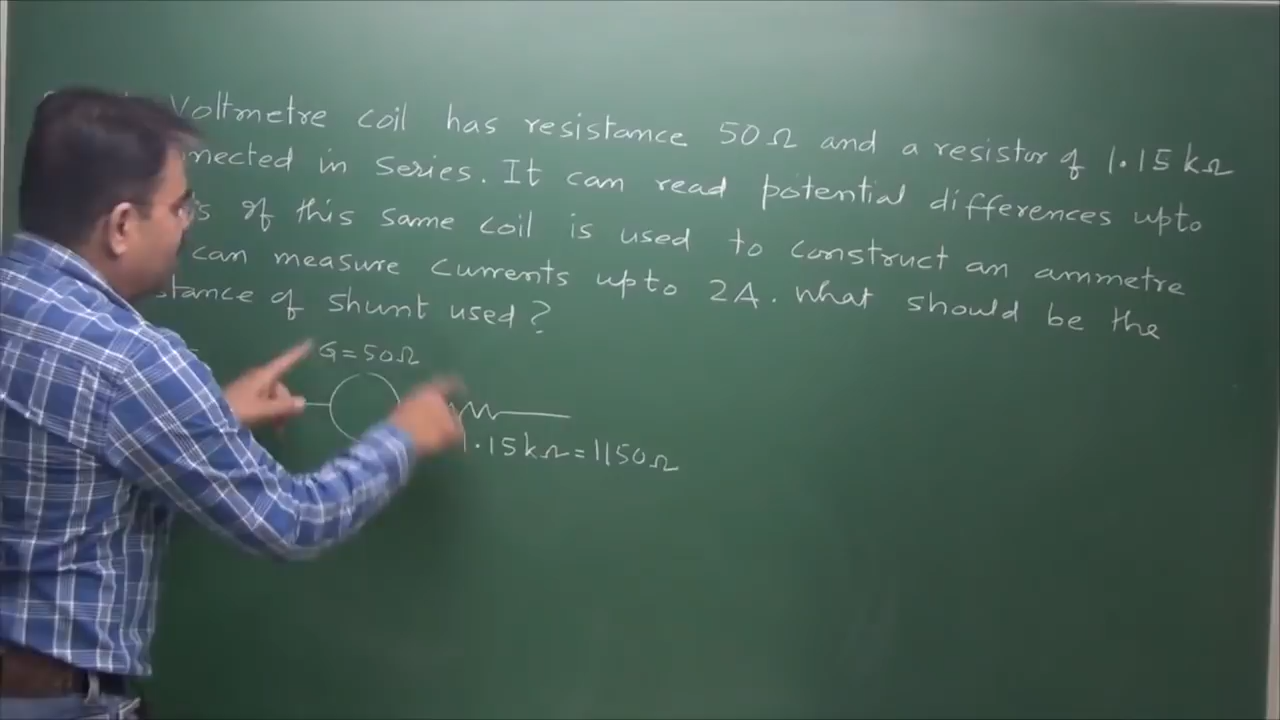 Voltmetre coil has resistance 50Ω and a resistor of 1.15 kΩ
in series. It can read potential differences upto
of this same coil is used to construct an ammetre
can measure currents upto 2A. What should be the
of shunt used?
G = 50Ω
1.15 kΩ = 1150Ω